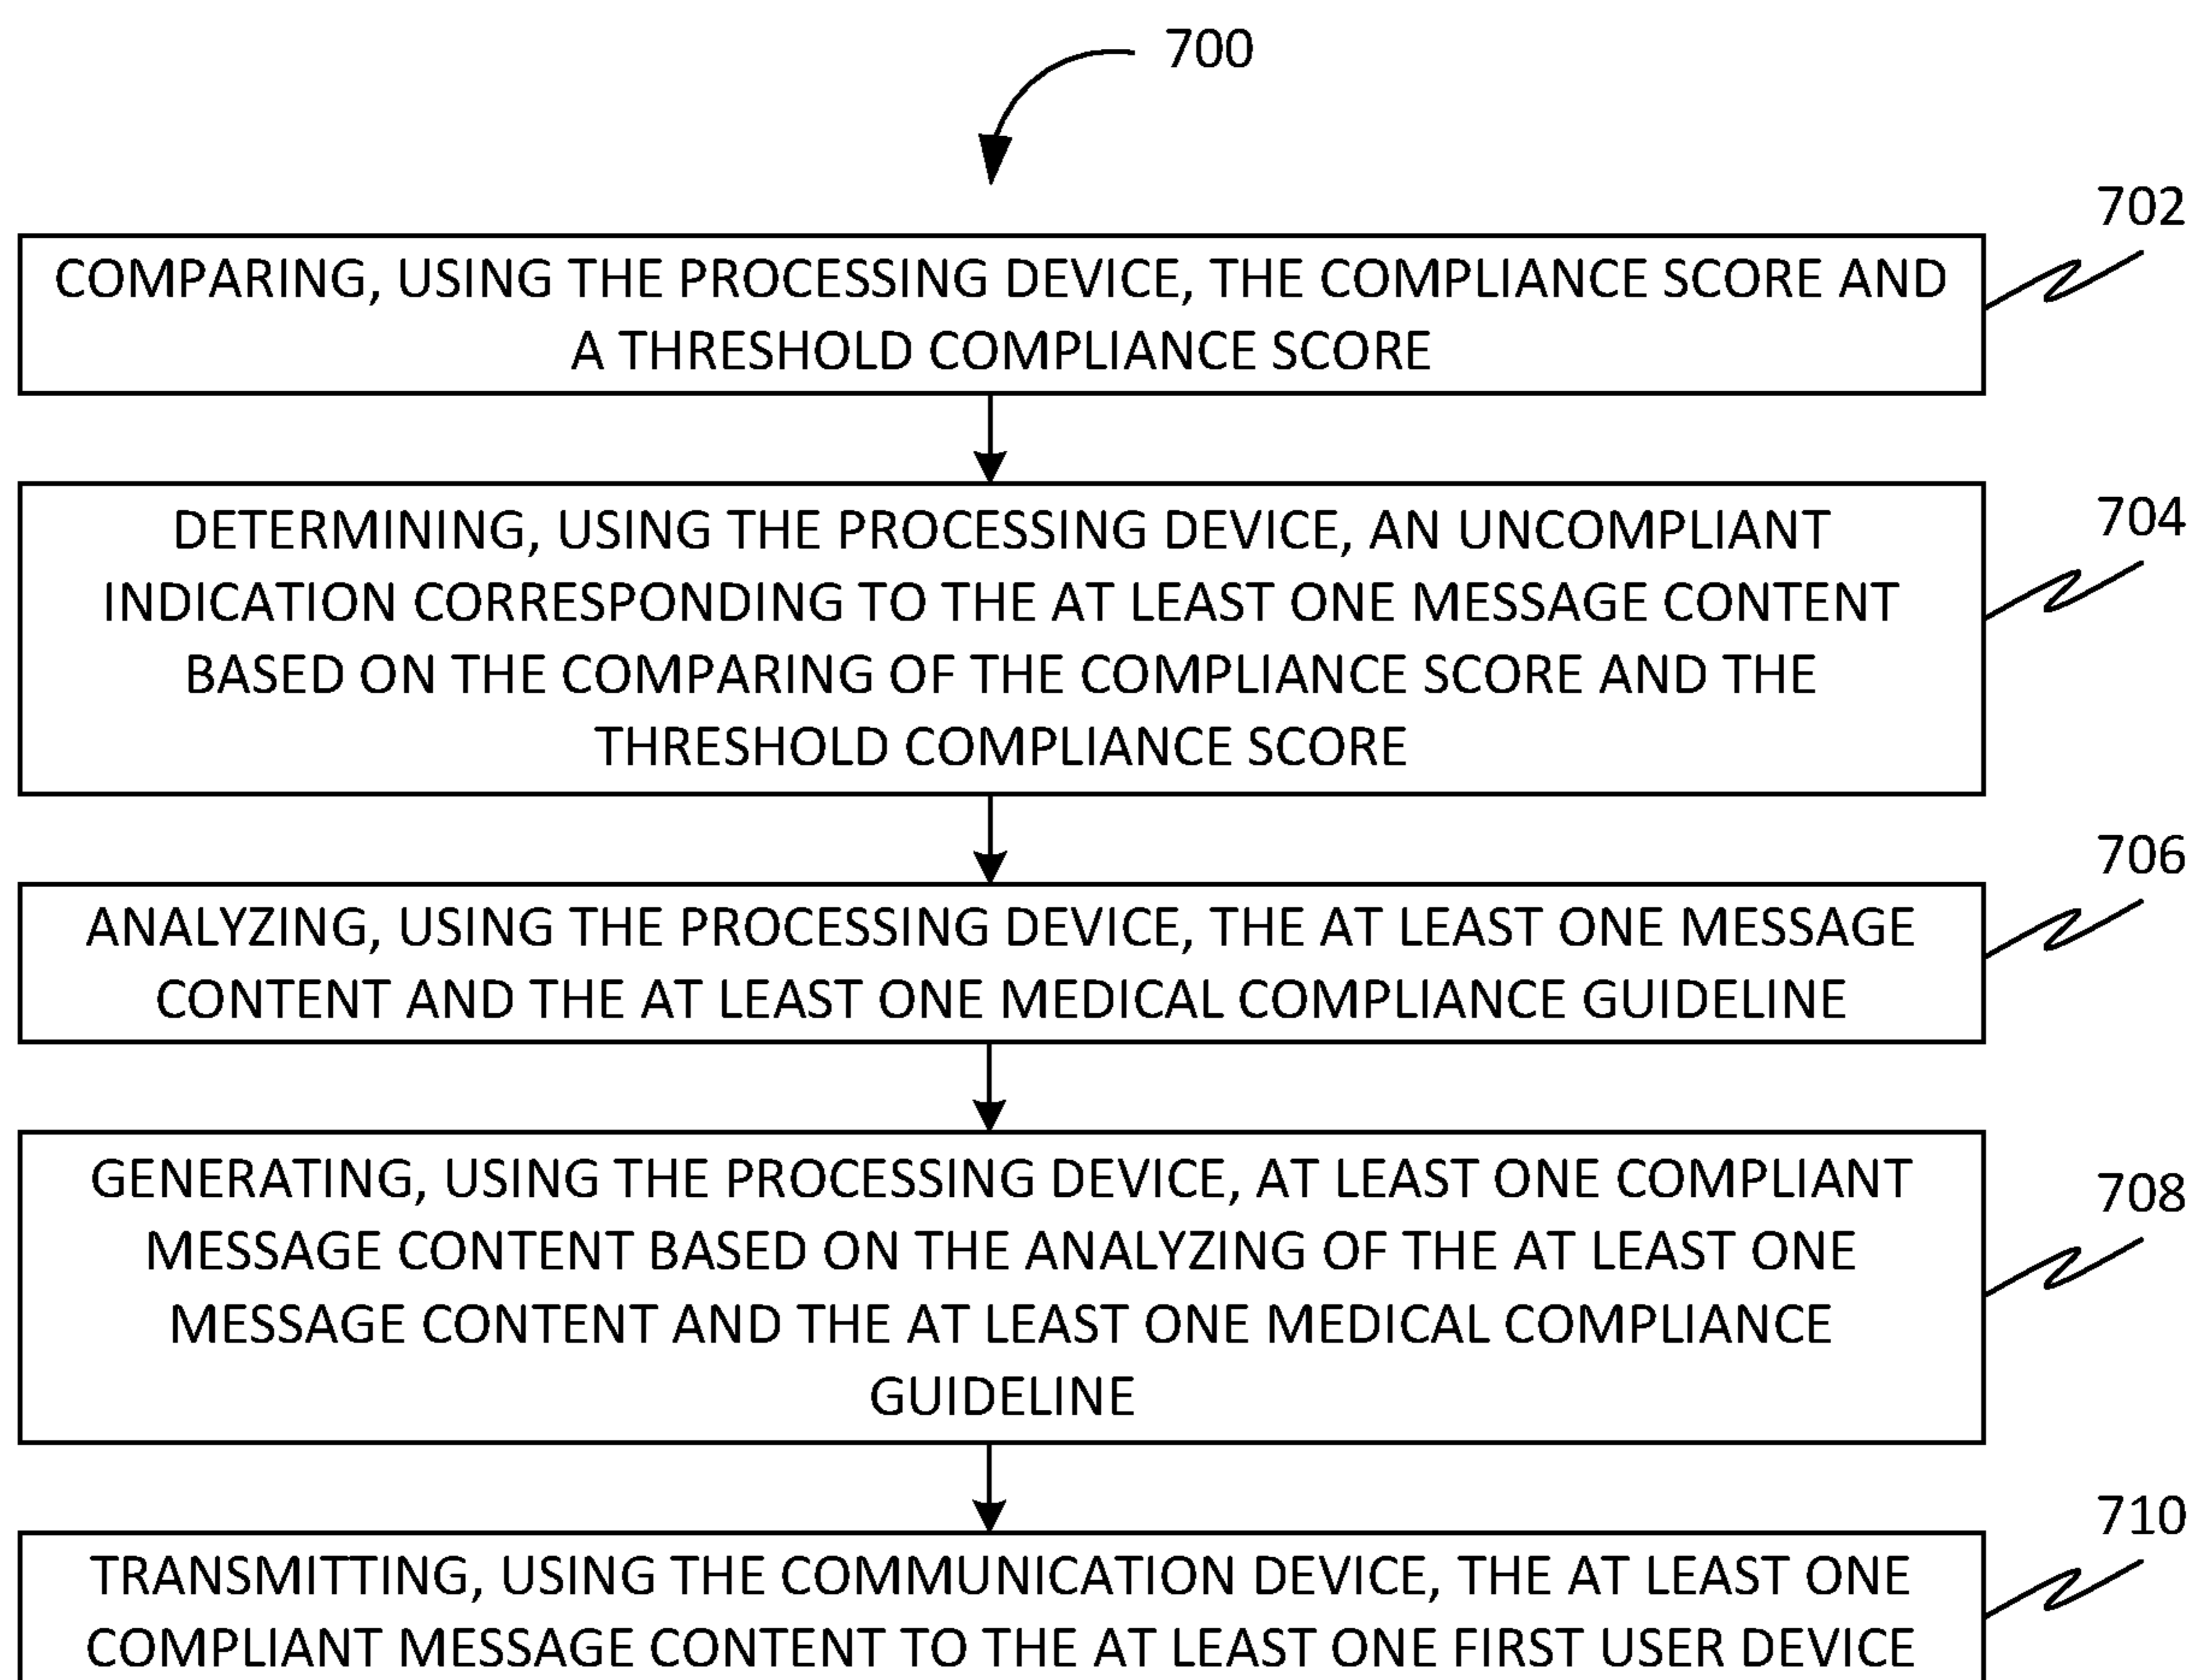 700
702
COMPARING, USING THE PROCESSING DEVICE, THE COMPLIANCE SCORE AND
A THRESHOLD COMPLIANCE SCORE
704
DETERMINING, USING THE PROCESSING DEVICE, AN UNCOMPLIANT
INDICATION CORRESPONDING TO THE AT LEAST ONE MESSAGE CONTENT
BASED ON THE COMPARING OF THE COMPLIANCE SCORE AND THE
THRESHOLD COMPLIANCE SCORE
706
ANALYZING, USING THE PROCESSING DEVICE, THE AT LEAST ONE MESSAGE
CONTENT AND THE AT LEAST ONE MEDICAL COMPLIANCE GUIDELINE
708
GENERATING, USING THE PROCESSING DEVICE, AT LEAST ONE COMPLIANT
MESSAGE CONTENT BASED ON THE ANALYZING OF THE AT LEAST ONE
MESSAGE CONTENT AND THE AT LEAST ONE MEDICAL COMPLIANCE
GUIDELINE
710
TRANSMITTING, USING THE COMMUNICATION DEVICE, THE AT LEAST ONE
COMPLIANT MESSAGE CONTENT TO THE AT LEAST ONE FIRST USER DEVICE